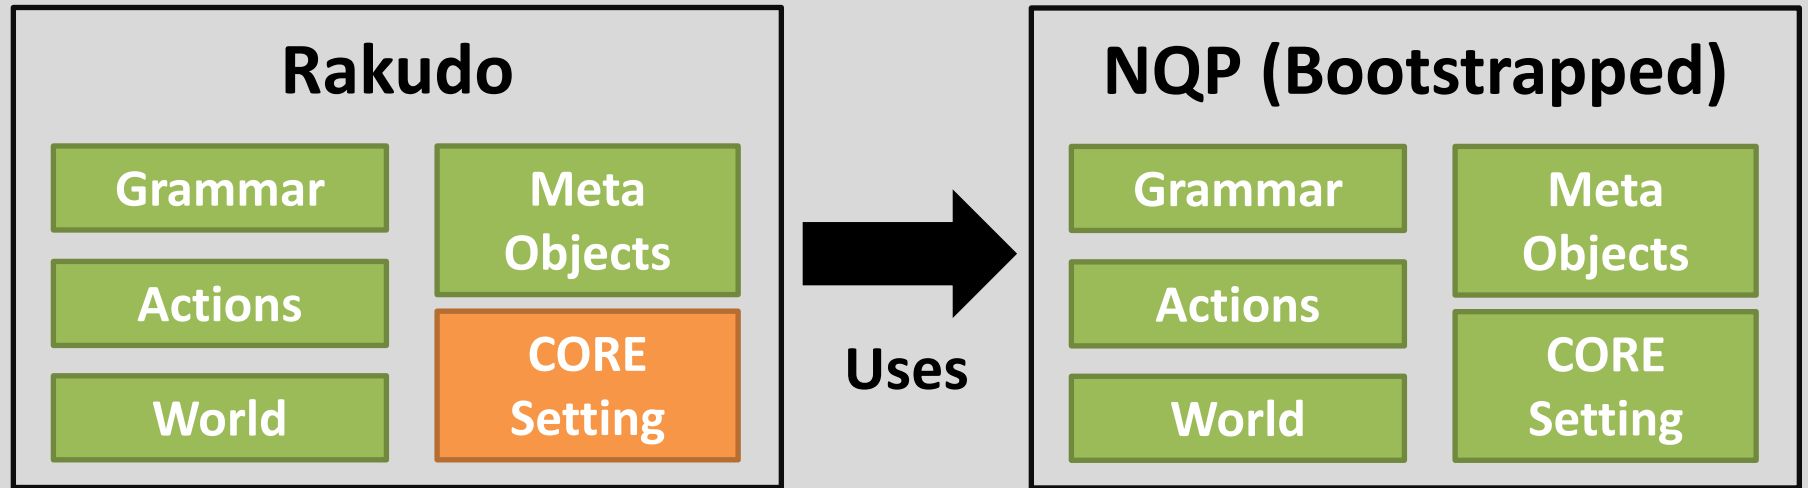 Rakudo
Grammar
Actions
World
Meta
Objects
CORE
Setting
Uses
NQP (Bootstrapped)
Grammar
Actions
World
Meta
Objects
CORE
Setting